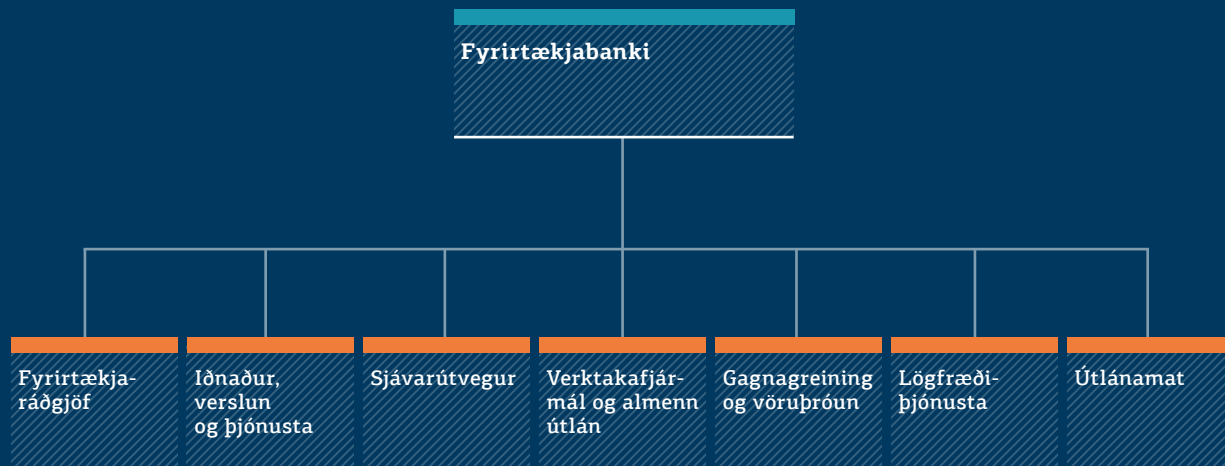 Fyrirtækjabanki
Fyrirtækja-
ráðgjöf
Iðnaður,
verslun
og þjónusta
Sjávarútvegur
Verktakafjár-
mál og almenn
útlán
Gagnagreining
og vöruþróun
Lögfræði-
þjónusta
Útlánamat